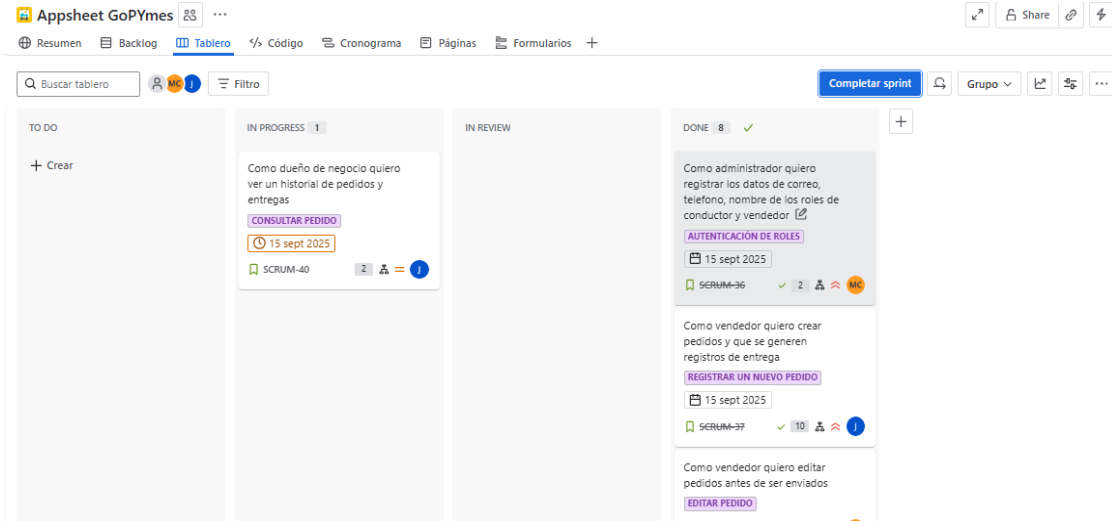 Appsheet GoPYmes
Share
Resumen Backlog Tablero Código Cronograma Páginas Formularios
Buscar tablero MC J Filtro Completar sprint Grupo
TO DO
Crear
IN PROGRESS 1
Como dueño de negocio quiero
ver un historial de pedidos y
entregas
CONSULTAR PEDIDO
15 sept 2025
SCRUM-40 2 J
IN REVIEW
DONE 8
Como administrador quiero
registrar los datos de correo,
telefono, nombre de los roles de
conductor y vendedor
AUTENTICACIÓN DE ROLES
15 sept 2025
SCRUM-36 2 MC
Como vendedor quiero crear
pedidos y que se generen
registros de entrega
REGISTRAR UN NUEVO PEDIDO
15 sept 2025
SCRUM-37 10 J
Como vendedor quiero editar
pedidos antes de ser enviados
EDITAR PEDIDO